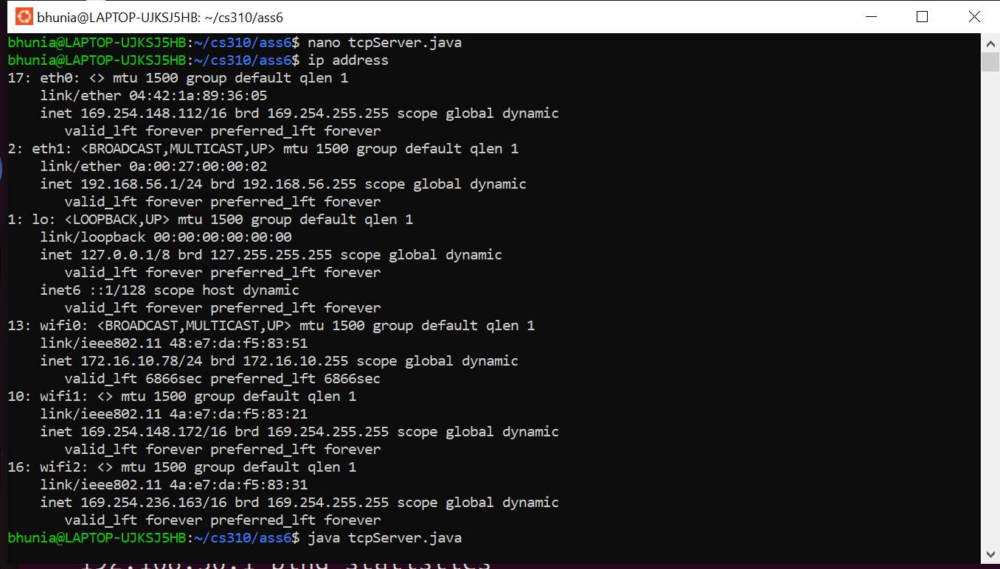 bhunia@LAPTOP-UJKSJ5HB: ~/cs310/ass6
bhunia@LAPTOP-UJKSJ5HB:~/cs310/ass6$ nano tcpServer.java
bhunia@LAPTOP-UJKSJ5HB:~/cs310/ass6$ ip address
17: eth0: <> mtu 1500 group default qlen 1
    link/ether 04:42:1a:89:36:05
    inet 169.254.148.112/16 brd 169.254.255.255 scope global dynamic
       valid_lft forever preferred_lft forever
2: eth1: <BROADCAST,MULTICAST,UP> mtu 1500 group default qlen 1
    link/ether 0a:00:27:00:00:02
    inet 192.168.56.1/24 brd 192.168.56.255 scope global dynamic
       valid_lft forever preferred_lft forever
1: lo: <LOOPBACK,UP> mtu 1500 group default qlen 1
    link/loopback 00:00:00:00:00:00
    inet 127.0.0.1/8 brd 127.255.255.255 scope global dynamic
       valid_lft forever preferred_lft forever
    inet6 ::1/128 scope host dynamic
       valid_lft forever preferred_lft forever
13: wifi0: <BROADCAST,MULTICAST,UP> mtu 1500 group default qlen 1
    link/ieee802.11 48:e7:da:f5:83:51
    inet 172.16.10.78/24 brd 172.16.10.255 scope global dynamic
       valid_lft 6866sec preferred_lft 6866sec
10: wifi1: <> mtu 1500 group default qlen 1
    link/ieee802.11 4a:e7:da:f5:83:21
    inet 169.254.148.172/16 brd 169.254.255.255 scope global dynamic
       valid_lft forever preferred_lft forever
16: wifi2: <> mtu 1500 group default qlen 1
    link/ieee802.11 4a:e7:da:f5:83:31
    inet 169.254.236.163/16 brd 169.254.255.255 scope global dynamic
       valid_lft forever preferred_lft forever
bhunia@LAPTOP-UJKSJ5HB:~/cs310/ass6$ java tcpServer.java